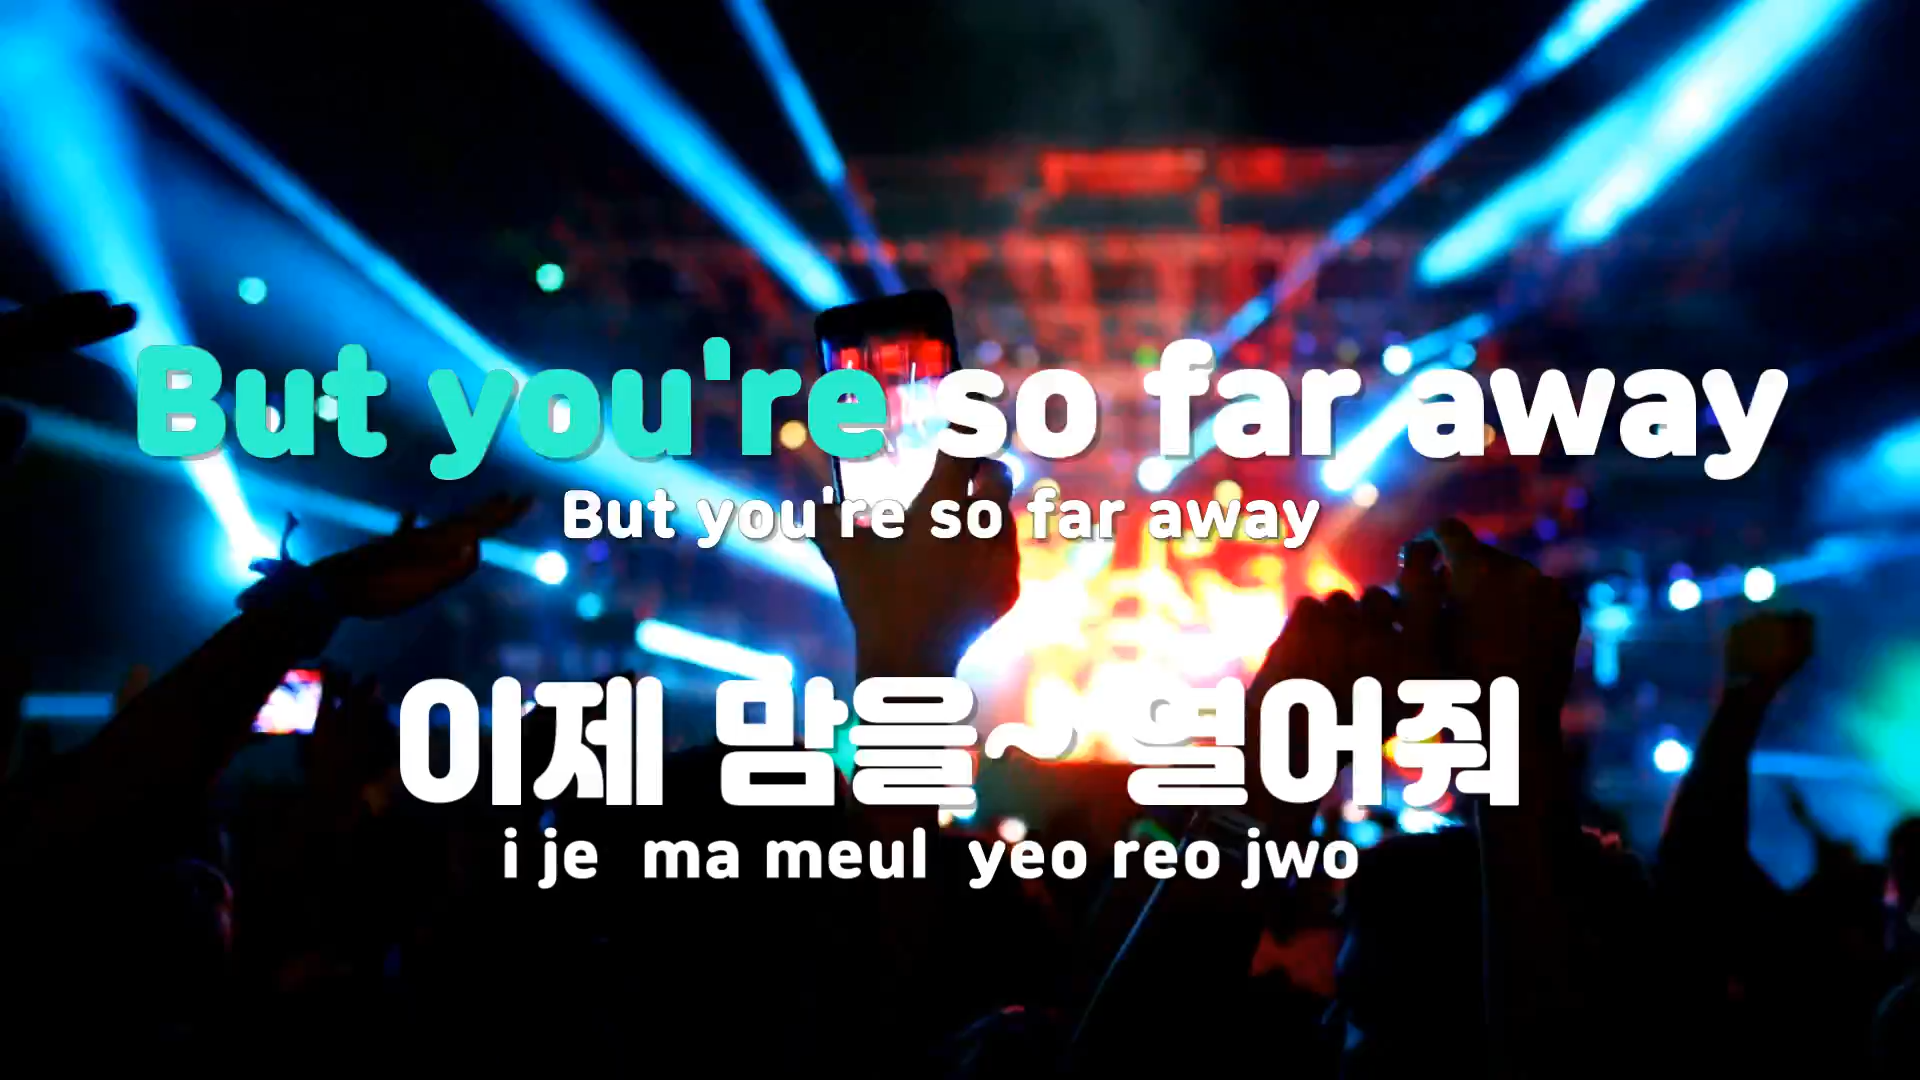 But you're so far away
But you're so far away
이제 맘을~ 열어줘
i je ma meul yeo reo jwo